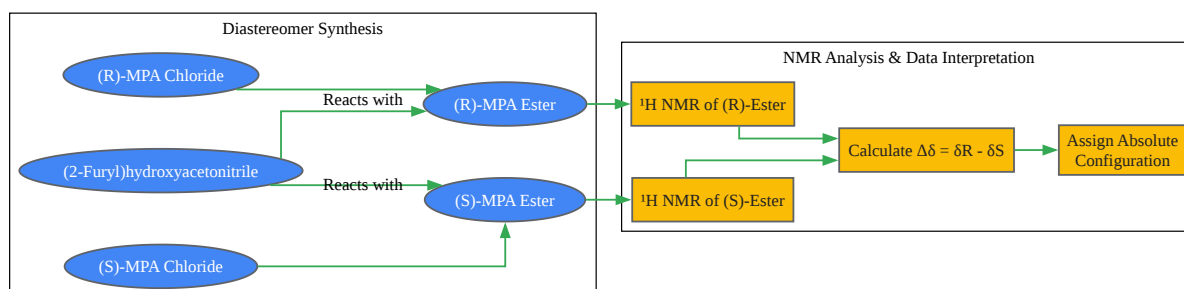 Diastereomer Synthesis
(R)-MPA Chloride
Reacts with
(R)-MPA Ester
(2-Furyl)hydroxyacetonitrile
Reacts with
(S)-MPA Ester
(S)-MPA Chloride
NMR Analysis & Data Interpretation
¹H NMR of (R)-Ester
Calculate Δδ = δR - δS
Assign Absolute
Configuration
¹H NMR of (S)-Ester